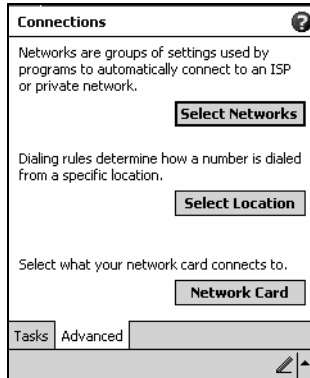 Connections ?
Networks are groups of settings used by
programs to automatically connect to an ISP
or private network.
Select Networks
Dialing rules determine how a number is dialed
from a specific location.
Select Location
Select what your network card connects to.
Network Card
Tasks Advanced